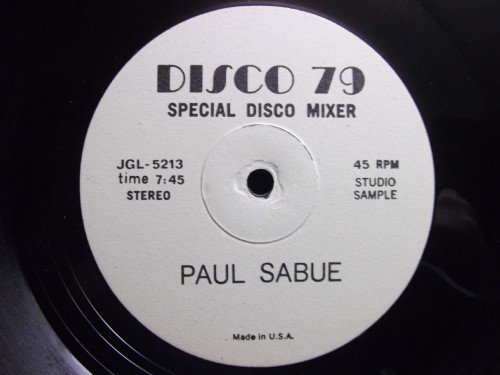 DISCO 79
SPECIAL DISCO MIXER
JGL-5213
time 7:45
STEREO
45 RPM
STUDIO
SAMPLE
PAUL SABUE
Made in U.S.A.